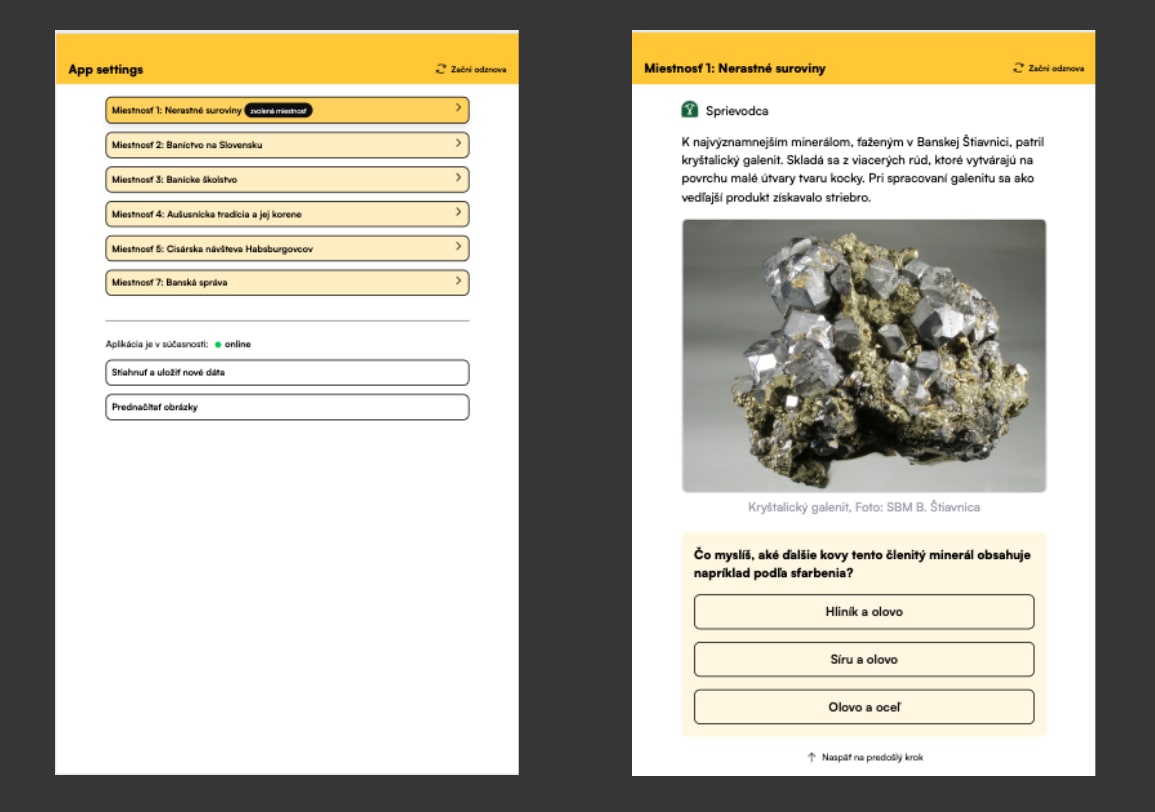 App settings
Začni odznova
Miestnosť 1: Nerastné suroviny zvolená miestnosť
Miestnosť 2: Baníctvo na Slovensku
Miestnosť 3: Banícke školstvo
Miestnosť 4: Aušusnícka tradícia a jej korene
Miestnosť 5: Cisárska návšteva Habsburgovcov
Miestnosť 7: Banská správa
Aplikácia je v súčasnosti: online
Stiahnuť a uložiť nové dáta
Prednačítať obrázky
Miestnosť 1: Nerastné suroviny
Začni odznova
Sprievodca
K najvýznamnejším minerálom, ťaženým v Banskej Štiavnici, patril
kryštalický galenit. Skladá sa z viacerých rúd, ktoré vytvárajú na
povrchu malé útvary tvaru kocky. Pri spracovaní galenitu sa ako
vedľajší produkt získavalo striebro.
Kryštalický galenit, Foto: SBM B. Štiavnica
Čo myslíš, aké ďalšie kovy tento členitý minerál obsahuje
napríklad podľa sfarbenia?
Hliník a olovo
Síru a olovo
Olovo a oceľ
Naspäť na predošlý krok